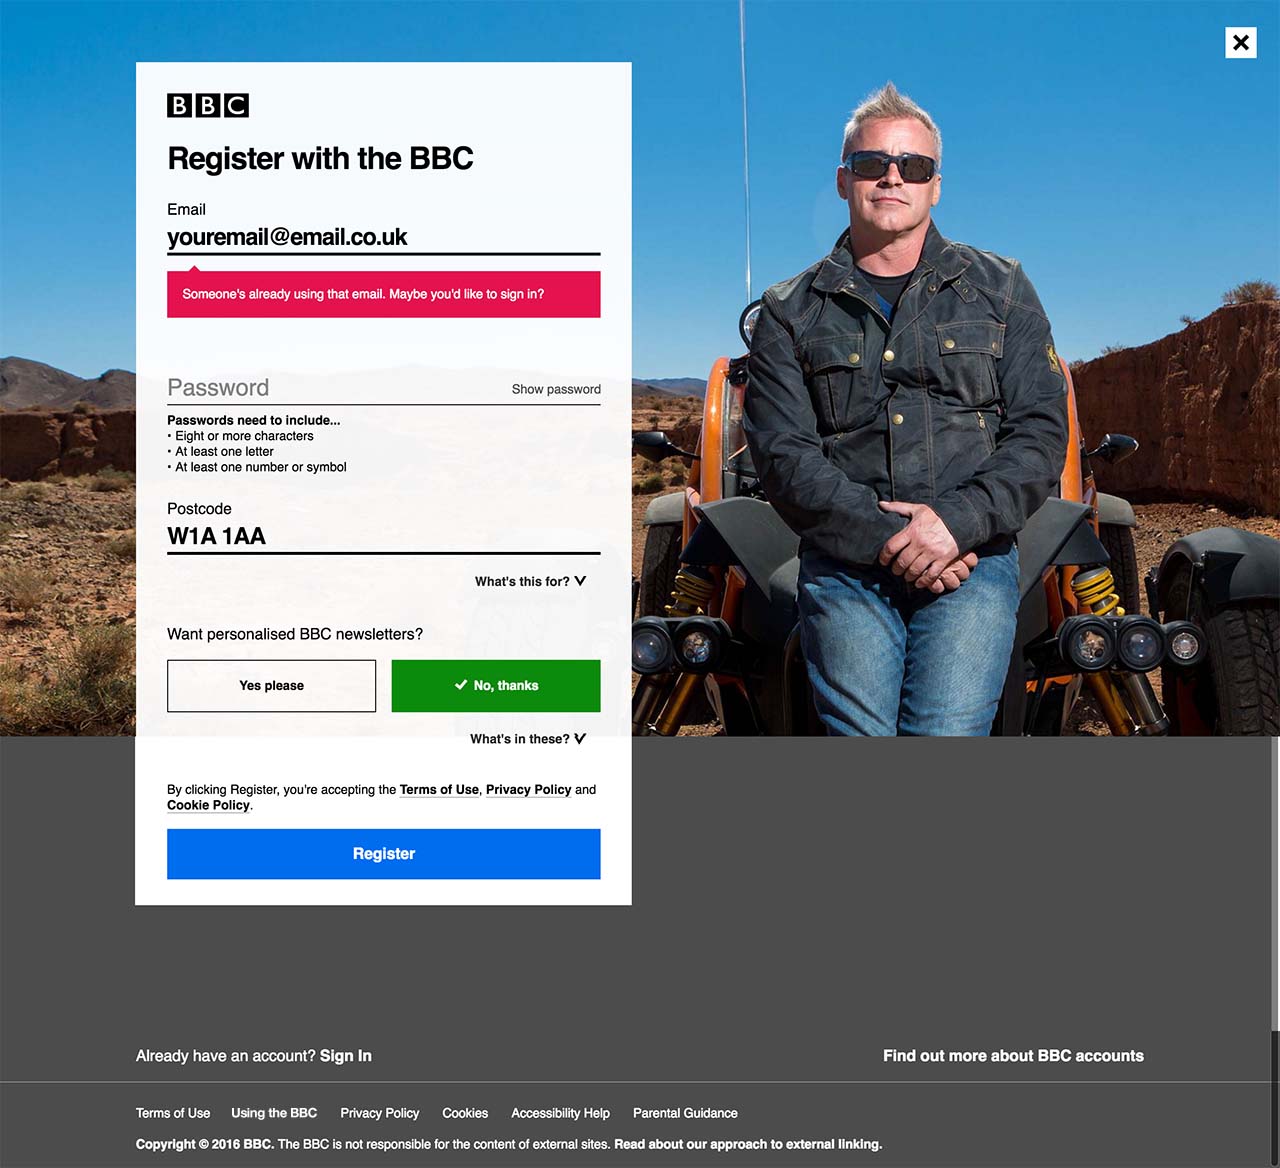 BBC
Register with the BBC
Email
youremail@email.co.uk
Someone's already using that email. Maybe you'd like to sign in?
Password
Show password
Passwords need to include...
• Eight or more characters
• At least one letter
• At least one number or symbol
Postcode
W1A 1AA
What's this for?
Want personalised BBC newsletters?
Yes please
No, thanks
What's in these?
By clicking Register, you're accepting the Terms of Use, Privacy Policy and
Cookie Policy.
Register
Already have an account? Sign In
Find out more about BBC accounts
Terms of Use Using the BBC Privacy Policy Cookies Accessibility Help Parental Guidance
Copyright © 2016 BBC. The BBC is not responsible for the content of external sites. Read about our approach to external linking.